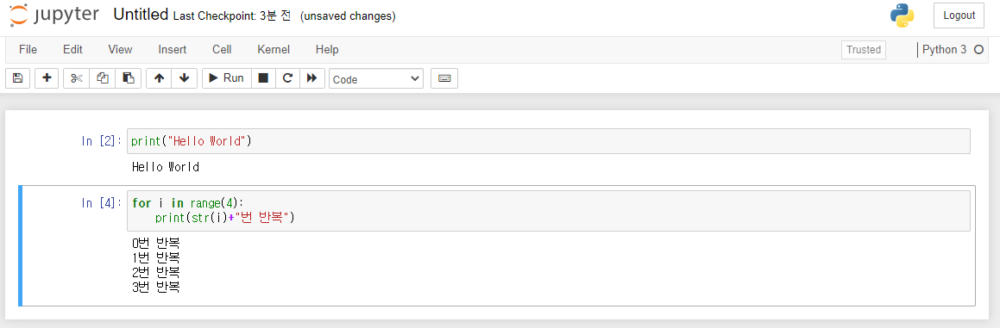 jupyter Untitled Last Checkpoint: 3분 전 (unsaved changes) Logout
File Edit View Insert Cell Kernel Help Trusted Python 3
Run Code
In [2]: print("Hello World")
Hello World
In [4]: for i in range(4):
print(str(i)+"번 반복")
0번 반복
1번 반복
2번 반복
3번 반복